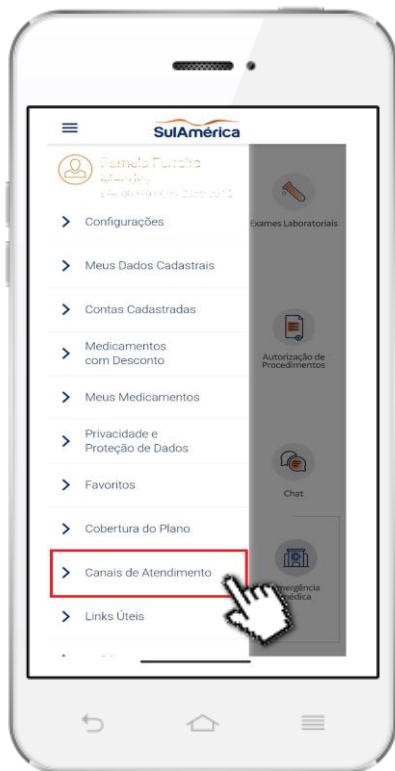 SulAmérica
Configurações
Exames Laboratoriais
Meus Dados Cadastrais
Contas Cadastradas
Medicamentos
com Desconto
Autorização de
Procedimentos
Meus Medicamentos
Privacidade e
Proteção de Dados
Favoritos
Chat
Cobertura do Plano
Canais de Atendimento
Links Úteis